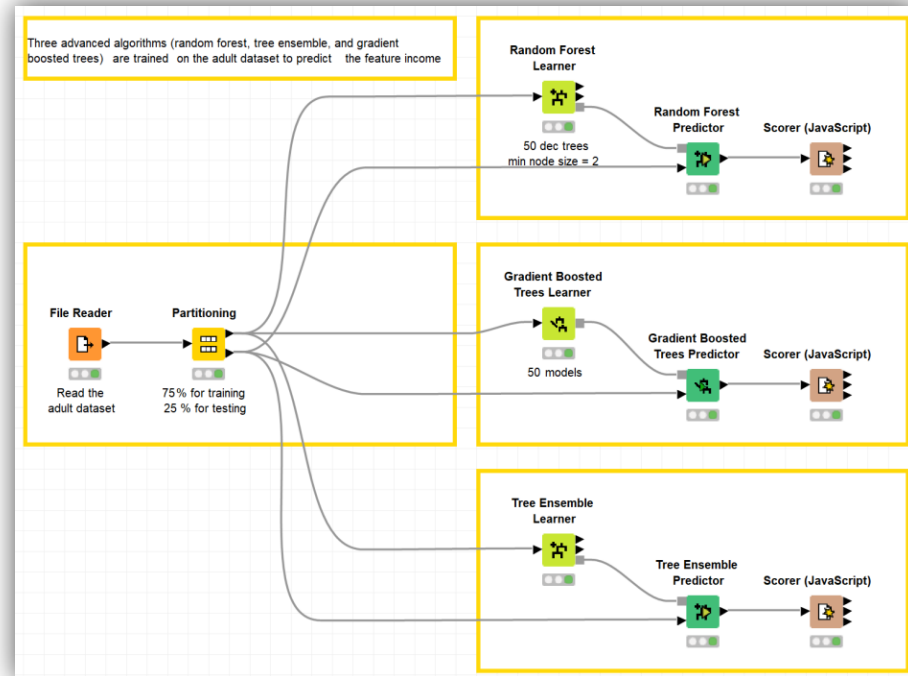 Three advanced algorithms (random forest, tree ensemble, and gradient
boosted trees) are trained on the adult dataset to predict the feature income
Random Forest
Learner
50 dec trees
min node size = 2
Random Forest
Predictor
Scorer (JavaScript)
File Reader
Read the
adult dataset
Partitioning
75% for training
25 % for testing
Gradient Boosted
Trees Learner
50 models
Gradient Boosted
Trees Predictor
Scorer (JavaScript)
Tree Ensemble
Learner
Tree Ensemble
Predictor
Scorer (JavaScript)